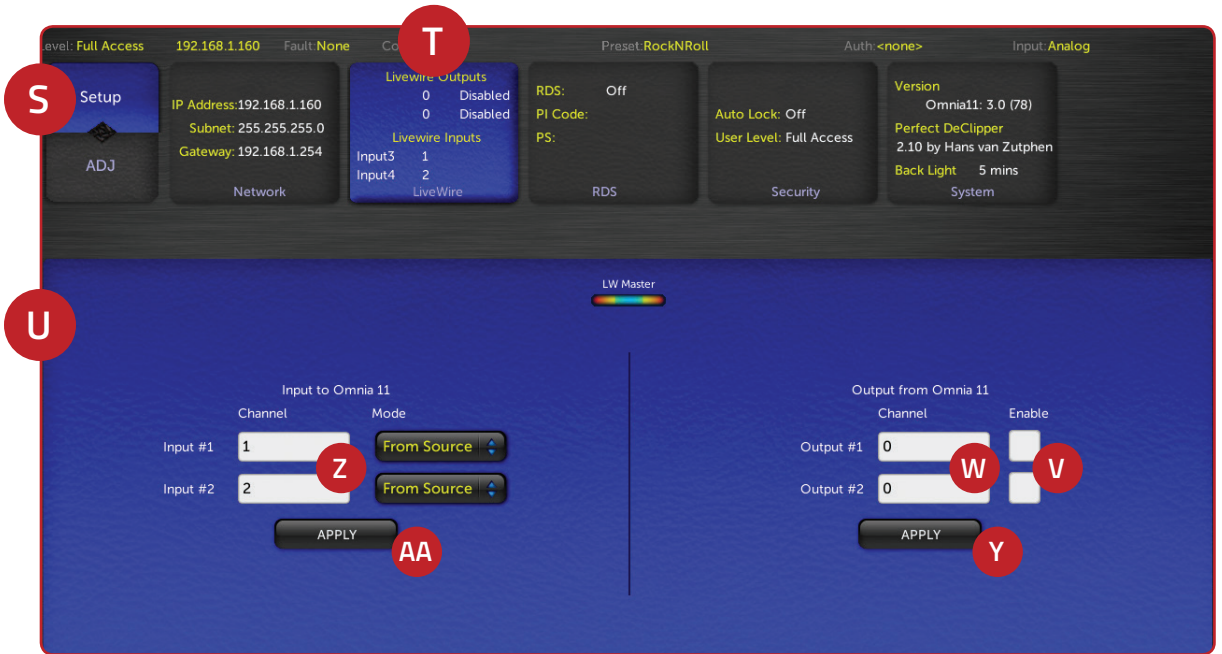 T
evel: Full Access 192.168.1.160 Fault:None Co Preset:RockNRoll Auth:<none> Input:Analog
S
Setup
ADJ
IP Address:192.168.1.160
Subnet: 255.255.255.0
Gateway: 192.168.1.254
Network
Livewire Outputs
0 Disabled
0 Disabled
Livewire Inputs
Input3 1
Input4 2
LiveWire
RDS: Off
PI Code:
PS:
RDS
Auto Lock: Off
User Level: Full Access
Security
Version
Omnia11: 3.0 (78)
Perfect DeClipper
2.10 by Hans van Zutphen
Back Light 5 mins
System
LW Master
U
Input to Omnia 11
Channel Mode
Input #1 1 From Source
Z
Input #2 2 From Source
APPLY
AA
Output from Omnia 11
Channel Enable
Output #1 0
W V
Output #2 0
APPLY
Y